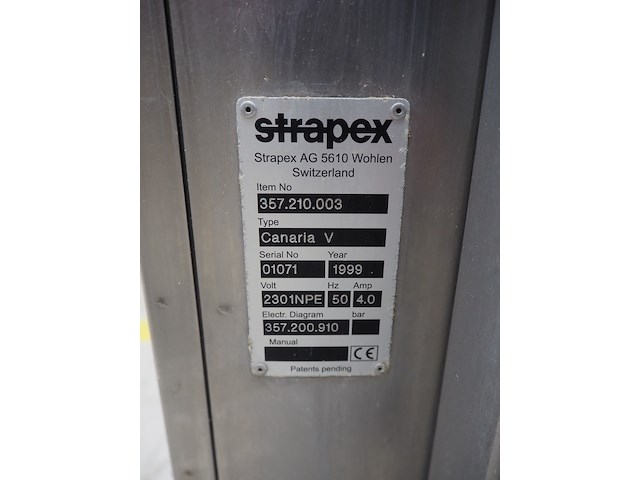 strapex
Strapex AG 5610 Wohlen
Switzerland
Item No
357.210.003
Type
Canaria V
Serial No Year
01071 1999
Volt Hz Amp
2301NPE 50 4.0
Electr. Diagram bar
357.200.910
Manual
CE
Patents pending